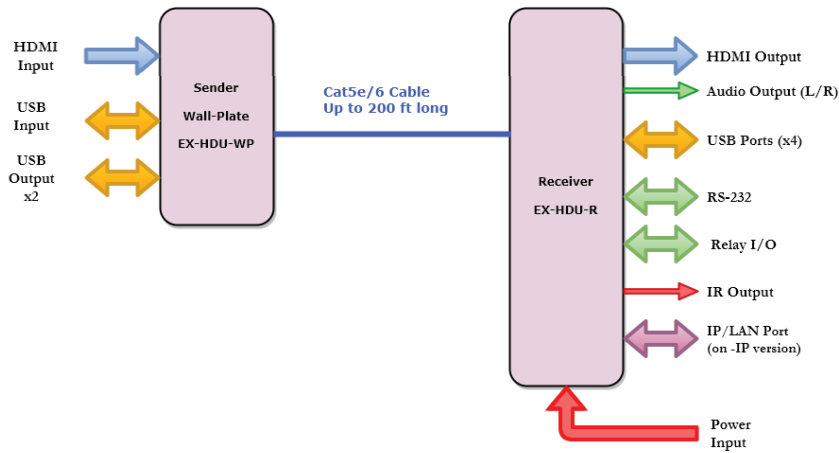 HDMI
Input
USB
Input
USB
Output
x2
Sender
Wall-Plate
EX-HDU-WP
Cat5e/6 Cable
Up to 200 ft long
Receiver
EX-HDU-R
HDMI Output
Audio Output (L/R)
USB Ports (x4)
RS-232
Relay I/O
IR Output
IP/LAN Port
(on -IP version)
Power
Input